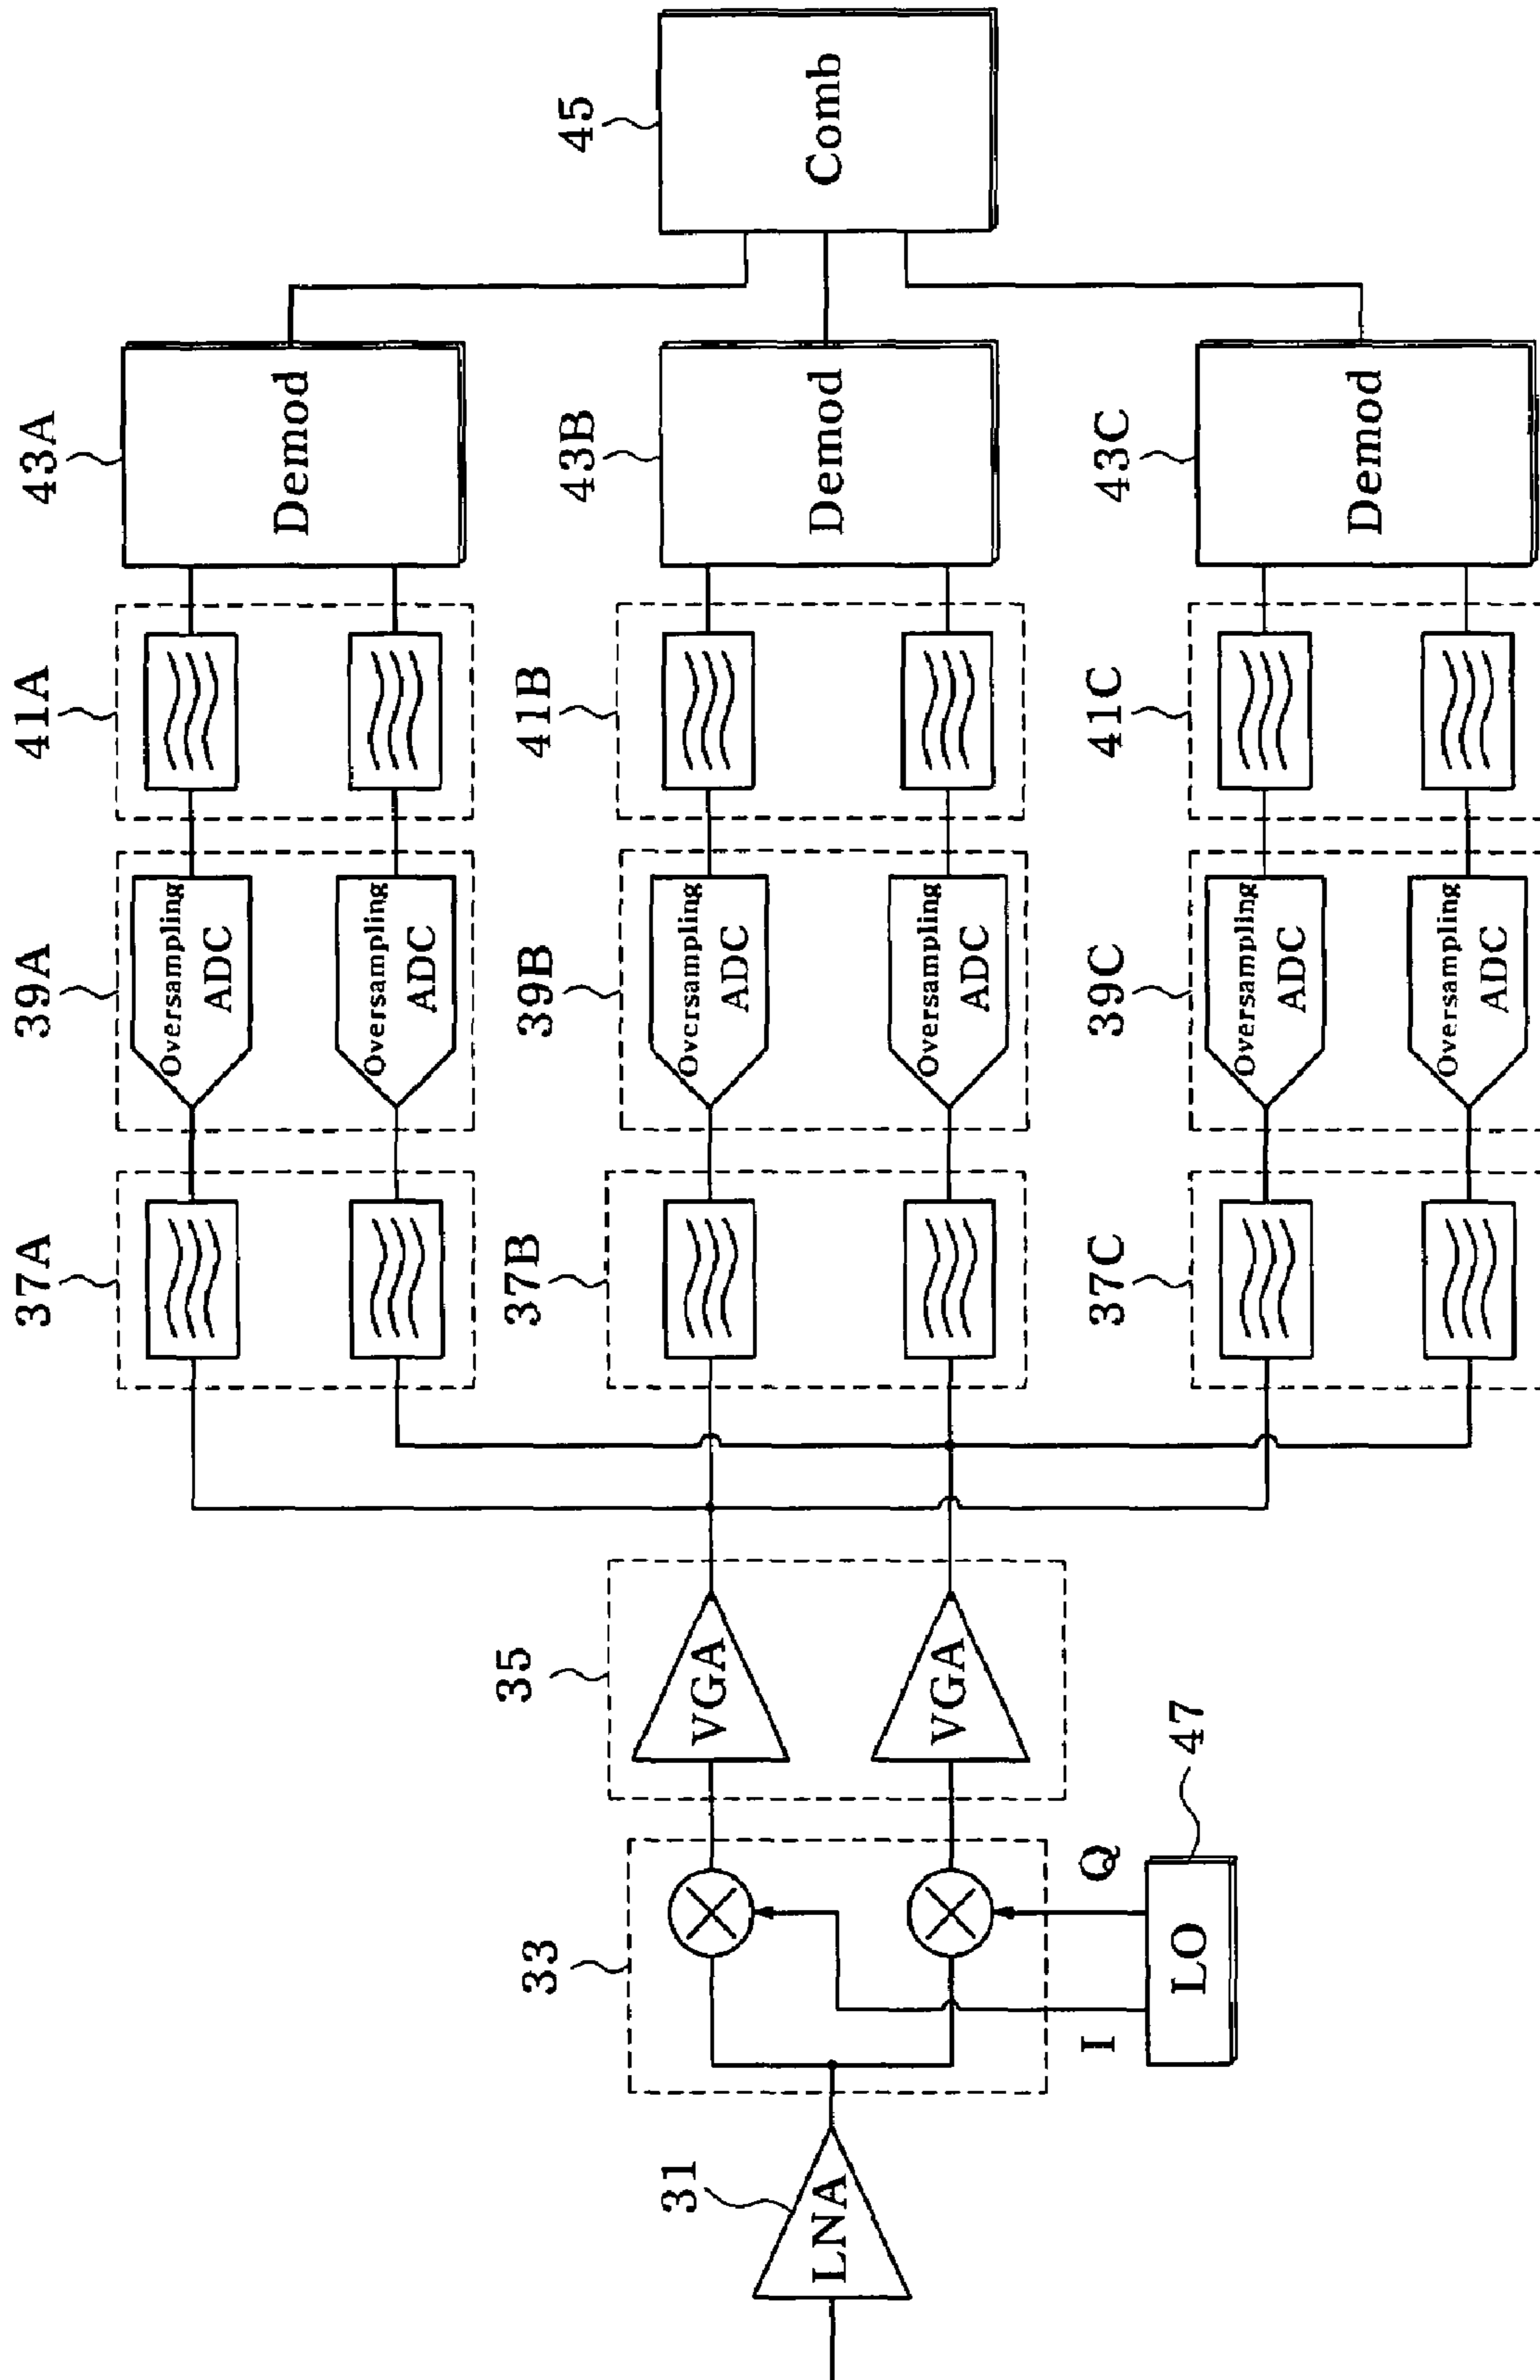 37A
39A
41A
43A
Oversampling
ADC
Demod
Oversampling
ADC
31
33
35
37B
39B
41B
43B
45
LNA
VGA
Oversampling
ADC
Demod
Comb
VGA
Oversampling
ADC
I
Q
LO
47
37C
39C
41C
43C
Oversampling
ADC
Demod
Oversampling
ADC